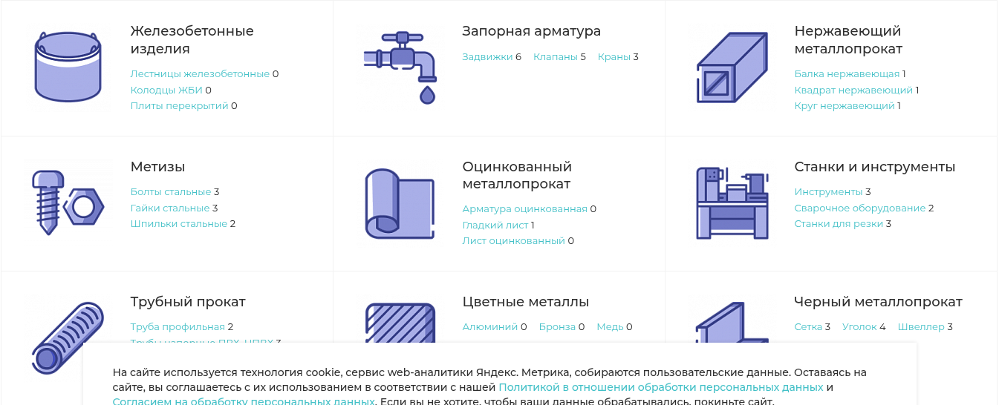 Железобетонные
изделия
Лестницы железобетонные 0
Колодцы ЖБИ 0
Плиты перекрытий 0
Запорная арматура
Задвижки 6 Клапаны 5 Краны 3
Нержавеющий
металлопрокат
Балка нержавеющая 1
Квадрат нержавеющий 1
Круг нержавеющий 1
Метизы
Болты стальные 3
Гайки стальные 3
Шпильки стальные 2
Оцинкованный
металлопрокат
Арматура оцинкованная 0
Гладкий лист 1
Лист оцинкованный 0
Станки и инструменты
Инструменты 3
Сварочное оборудование 2
Станки для резки 3
Трубный прокат
Труба профильная 2
Трубы напорные ПВХ, НПВХ 3
Цветные металлы
Алюминий 0 Бронза 0 Медь 0
Черный металлопрокат
Сетка 3 Уголок 4 Швеллер 3
На сайте используется технология cookie, сервис web-аналитики Яндекс. Метрика, собираются пользовательские данные. Оставаясь на
сайте, вы соглашаетесь с их использованием в соответствии с нашей Политикой в отношении обработки персональных данных и
Согласием на обработку персональных данных. Если вы не хотите, чтобы ваши данные обрабатывались, покиньте сайт.